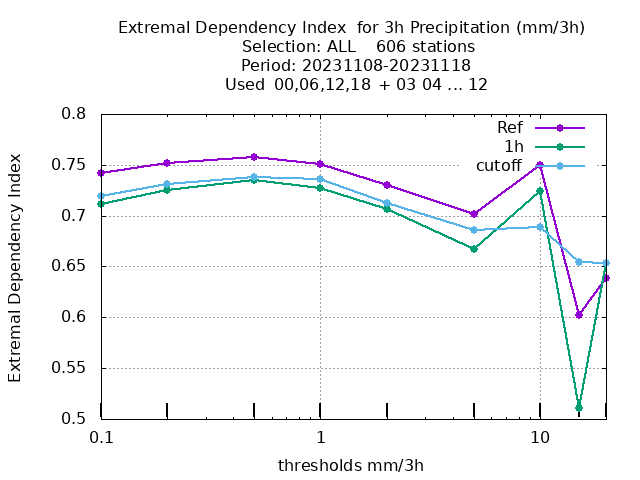 Extremal Dependency Index  for 3h Precipitation (mm/3h)
Selection: ALL    606 stations
Period: 20231108-20231118
Used  00,06,12,18  + 03 04 ... 12
Ref
1h
cutoff
Extremal Dependency Index
0.8
0.75
0.7
0.65
0.6
0.55
0.5
0.1
1
10
thresholds mm/3h